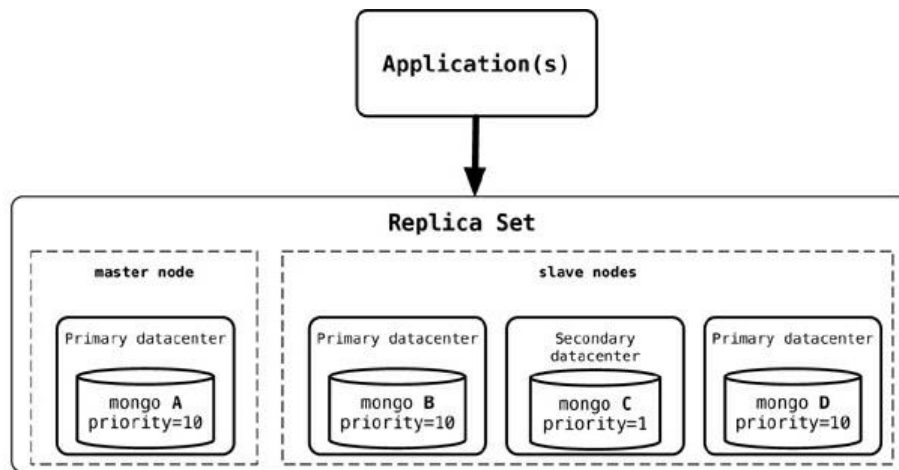 Application(s)
Replica Set
master node
slave nodes
Primary datacenter
mongo A
priority=10
Primary datacenter
mongo B
priority=10
Secondary
datacenter
mongo C
priority=1
Primary datacenter
mongo D
priority=10